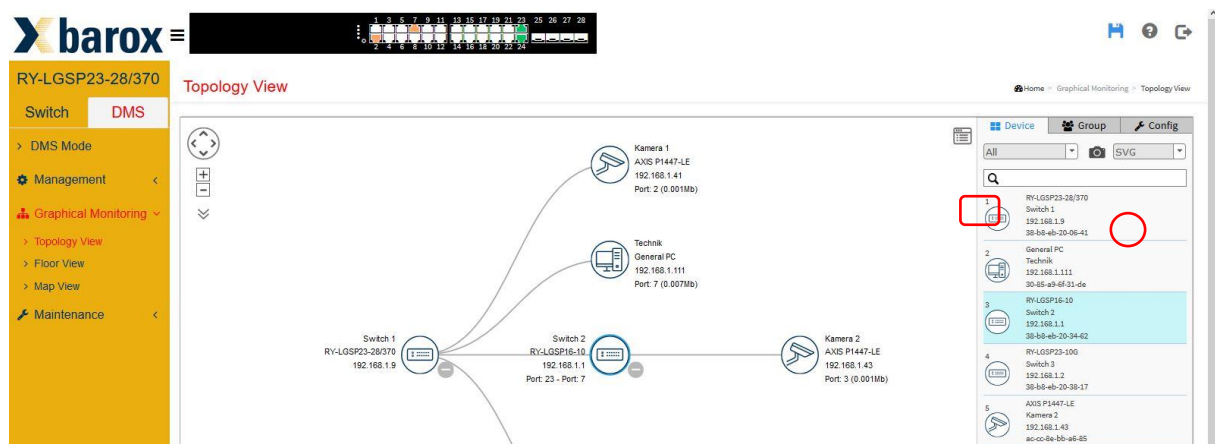 barox
1 3 5 7 9 11 13 15 17 19 21 23 25 26 27 28
2 4 6 8 10 12 14 16 18 20 22 24
RY-LGSP23-28/370
Switch DMS
> DMS Mode
Management
Graphical Monitoring
> Topology View
> Floor View
> Map View
Maintenance
Topology View
Home > Graphical Monitoring > Topology View
Kamera 1
AXIS P1447-LE
192.168.1.41
Port: 2 (0.001Mb)
Technik
General PC
192.168.1.111
Port: 7 (0.007Mb)
Switch 1
RY-LGSP23-28/370
192.168.1.9
Switch 2
RY-LGSP16-10
192.168.1.1
Port: 23 - Port: 7
Kamera 2
AXIS P1447-LE
192.168.1.43
Port: 3 (0.001Mb)
Device Group Config
All SVG
1
RY-LGSP23-28/370
Switch 1
192.168.1.9
38-b8-eb-20-06-41
2
General PC
Technik
192.168.1.111
30-85-a9-6f-31-de
3
RY-LGSP16-10
Switch 2
192.168.1.1
38-b8-eb-20-34-62
4
RY-LGSP23-10G
Switch 3
192.168.1.2
38-b8-eb-20-38-17
5
AXIS P1447-LE
Kamera 2
192.168.1.43
ac-cc-8e-bb-a6-85